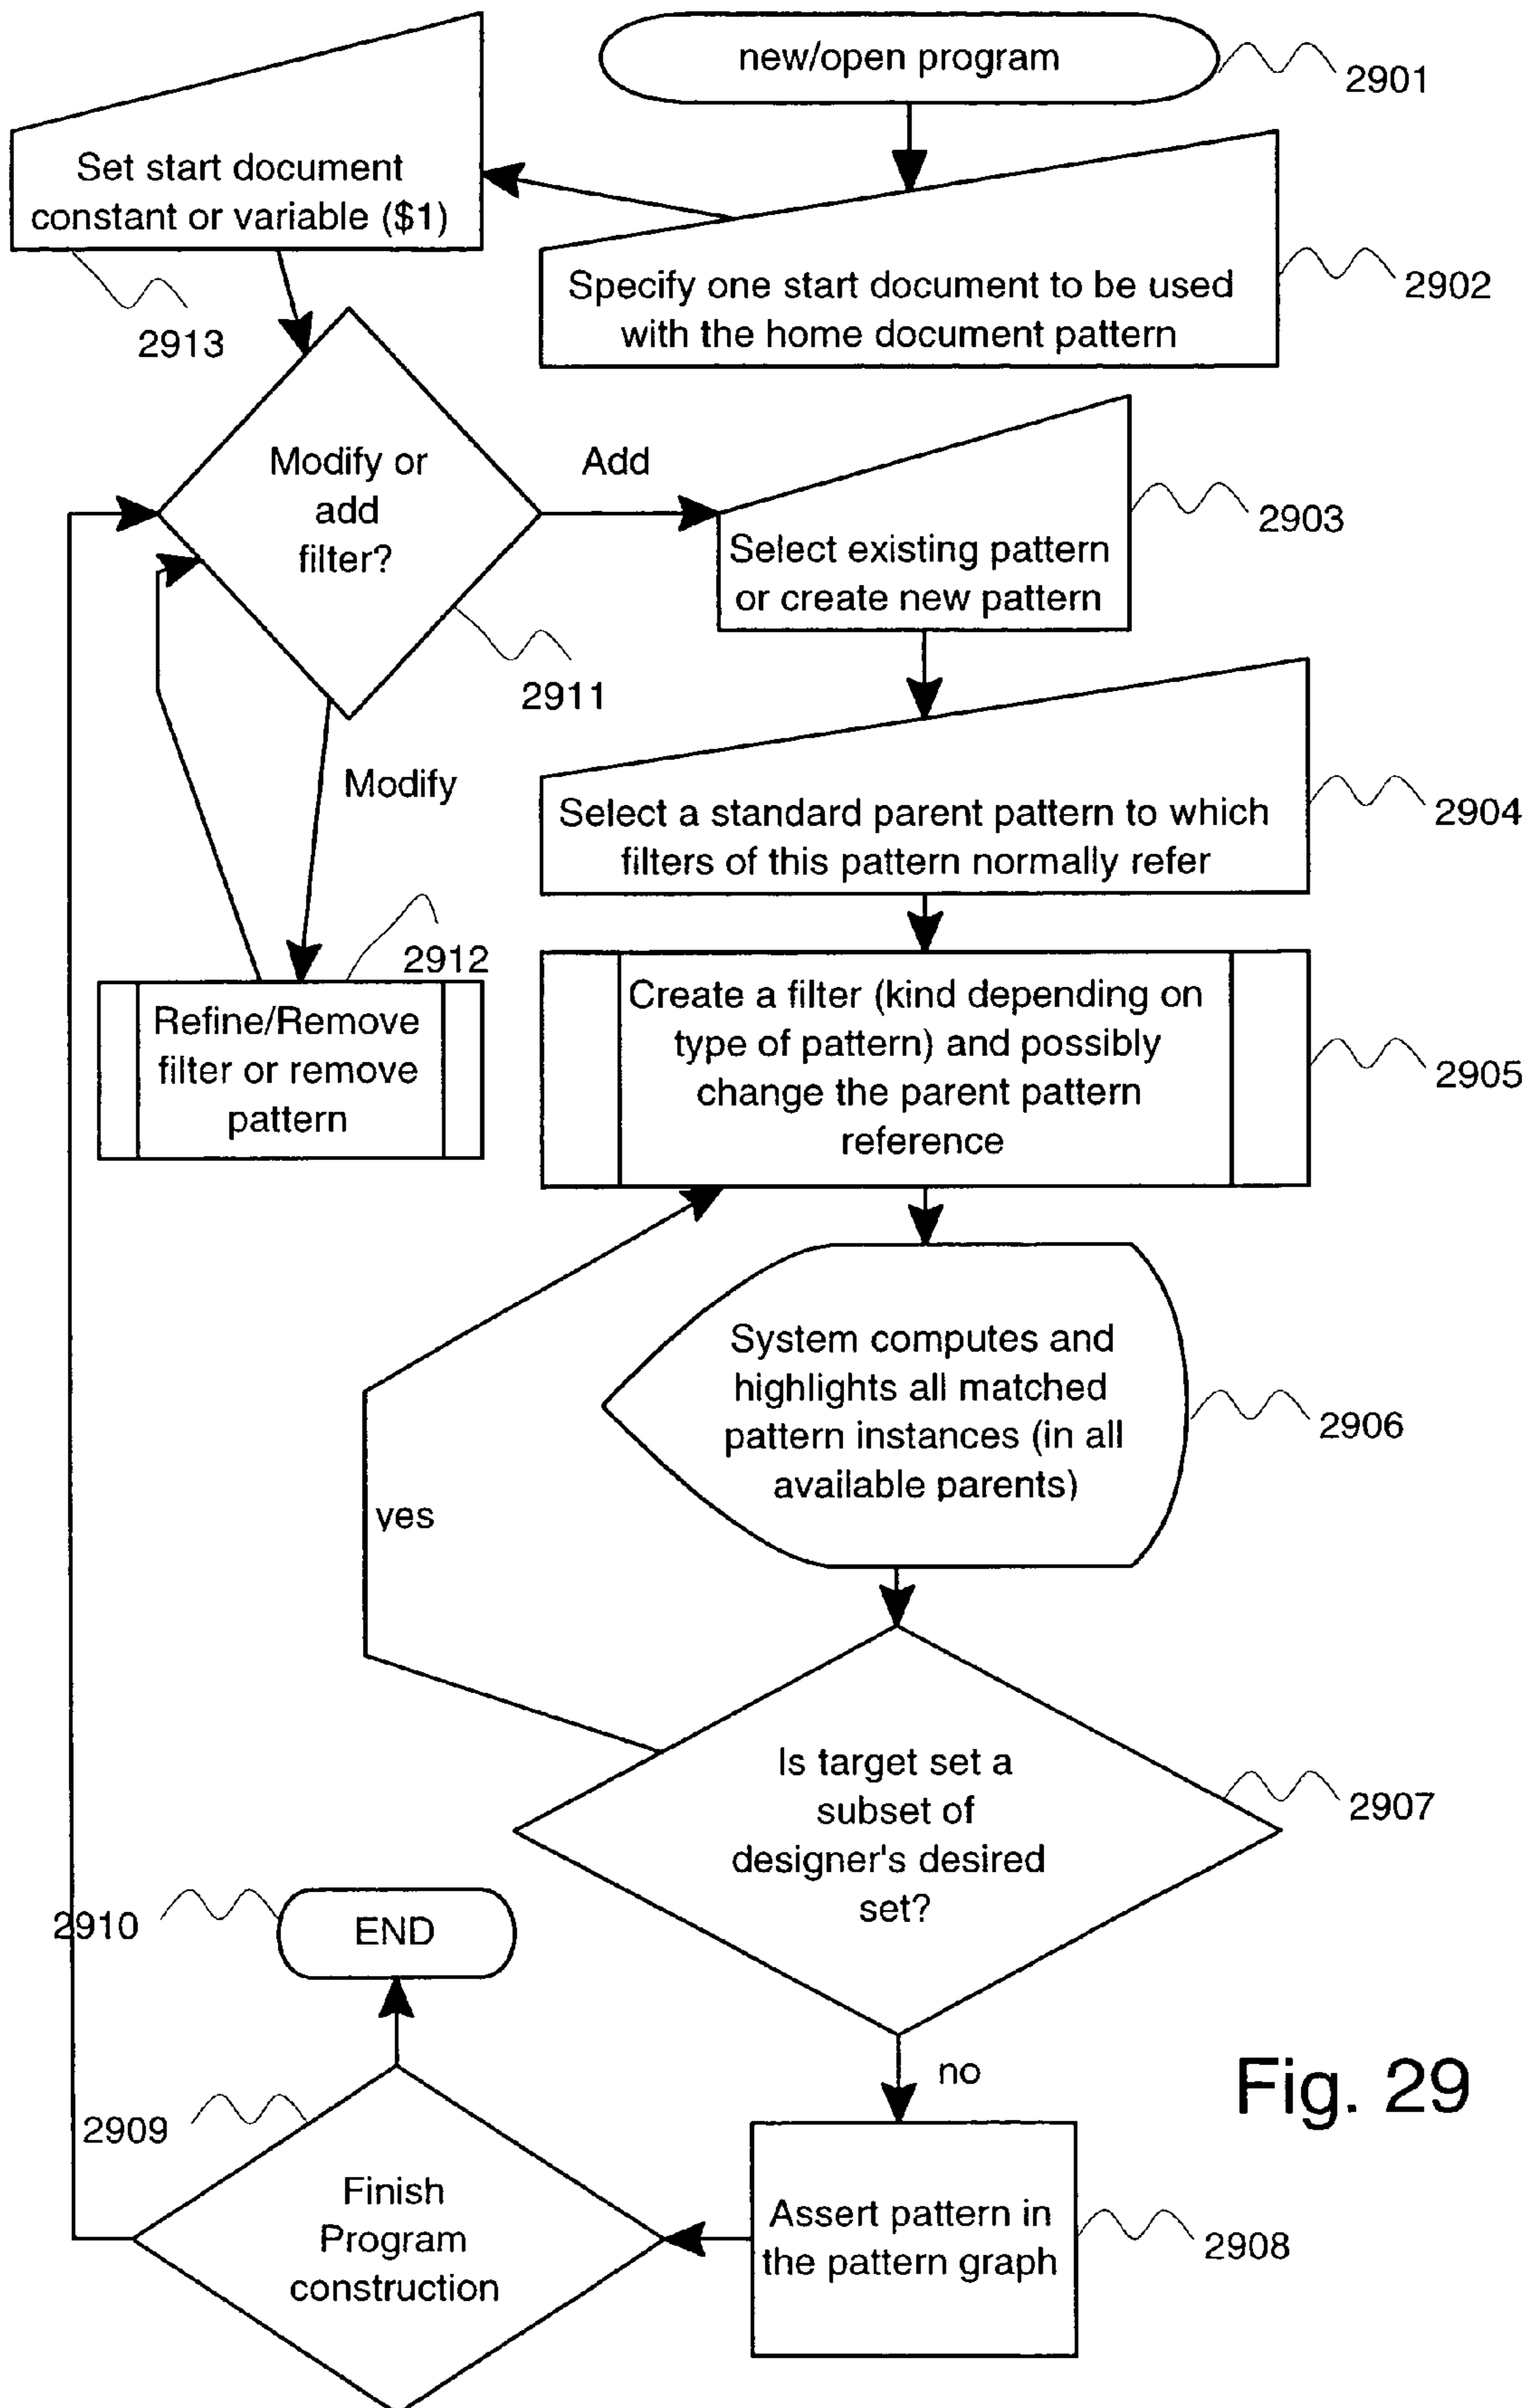 new/open program
2901
Set start document
constant or variable ($1)
2913
Specify one start document to be used
with the home document pattern
2902
Modify or
add
filter?
2911
Add
Select existing pattern
or create new pattern
2903
Modify
Select a standard parent pattern to which
filters of this pattern normally refer
2904
2912
Refine/Remove
filter or remove
pattern
Create a filter (kind depending on
type of pattern) and possibly
change the parent pattern
reference
2905
System computes and
highlights all matched
pattern instances (in all
available parents)
2906
yes
Is target set a
subset of
designer's desired
set?
2907
2910
END
no
Fig. 29
2909
Finish
Program
construction
Assert pattern in
the pattern graph
2908